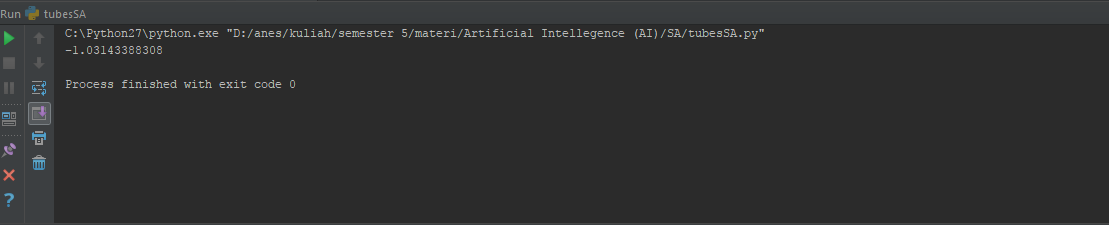 Run tubesSA
C:\Python27\python.exe "D:/anes/kuliah/semester 5/materi/Artificial Intellegence (AI)/SA/tubesSA.py"
-1.03143388308
Process finished with exit code 0
?